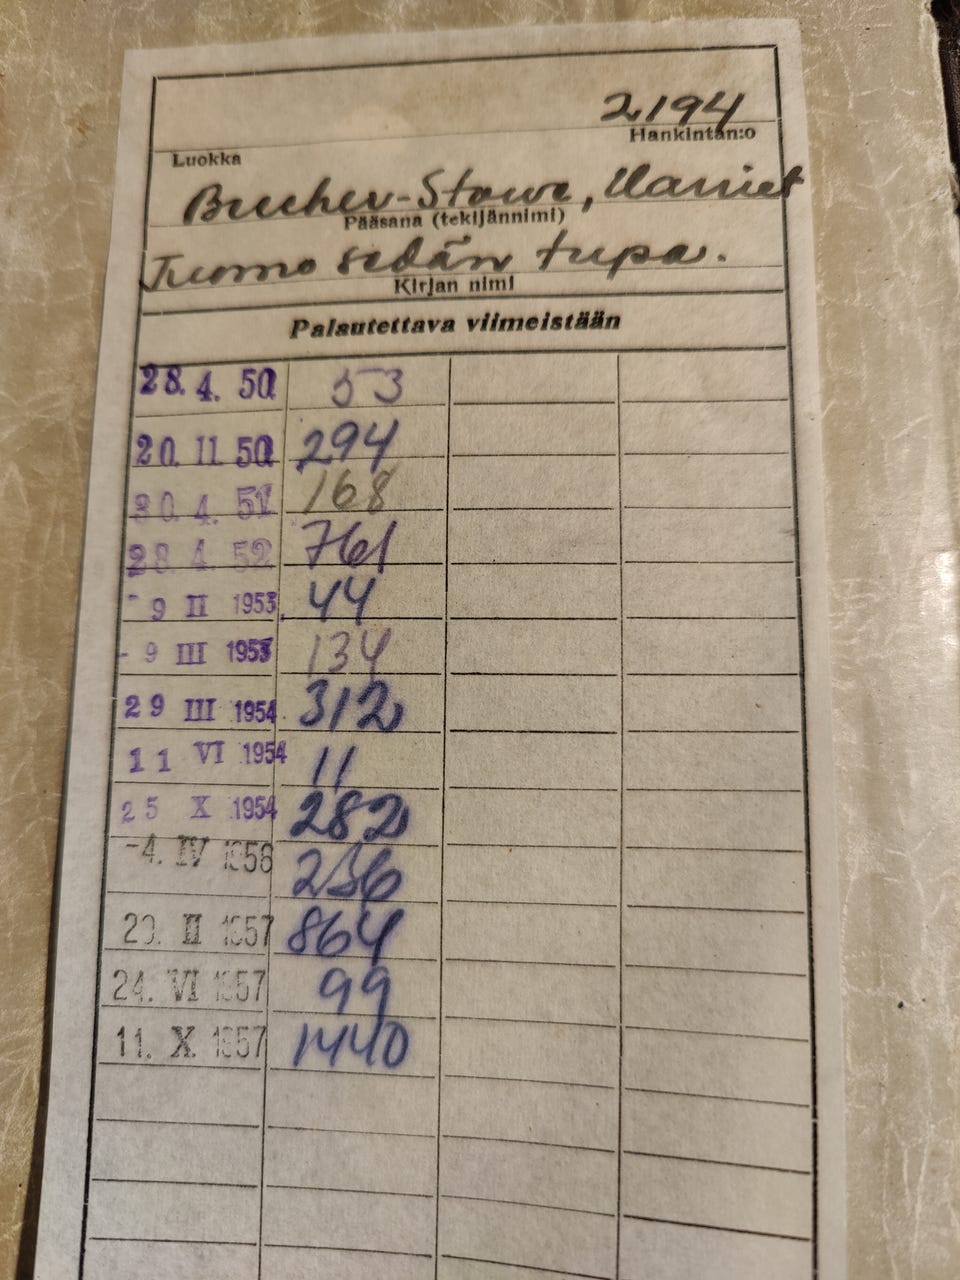 2194
Hankintan:o
Luokka
Beecher-Stowe, Harriet
Pääsana (tekijännimi)
Tuomo sedän tupa.
Kirjan nimi
Palautettava viimeistään
28. 4. 50 53
20. 11 50 294
30. 4. 51 168
28 4. 52 761
- 9 II 1953 44
- 9 III 1953 134
29 III 1954 312
11 VI 1954 11
25 X 1954 282
-4. IV 1956 256
II 1957 864
24. VI 1957 99
11. X. 1957 1440